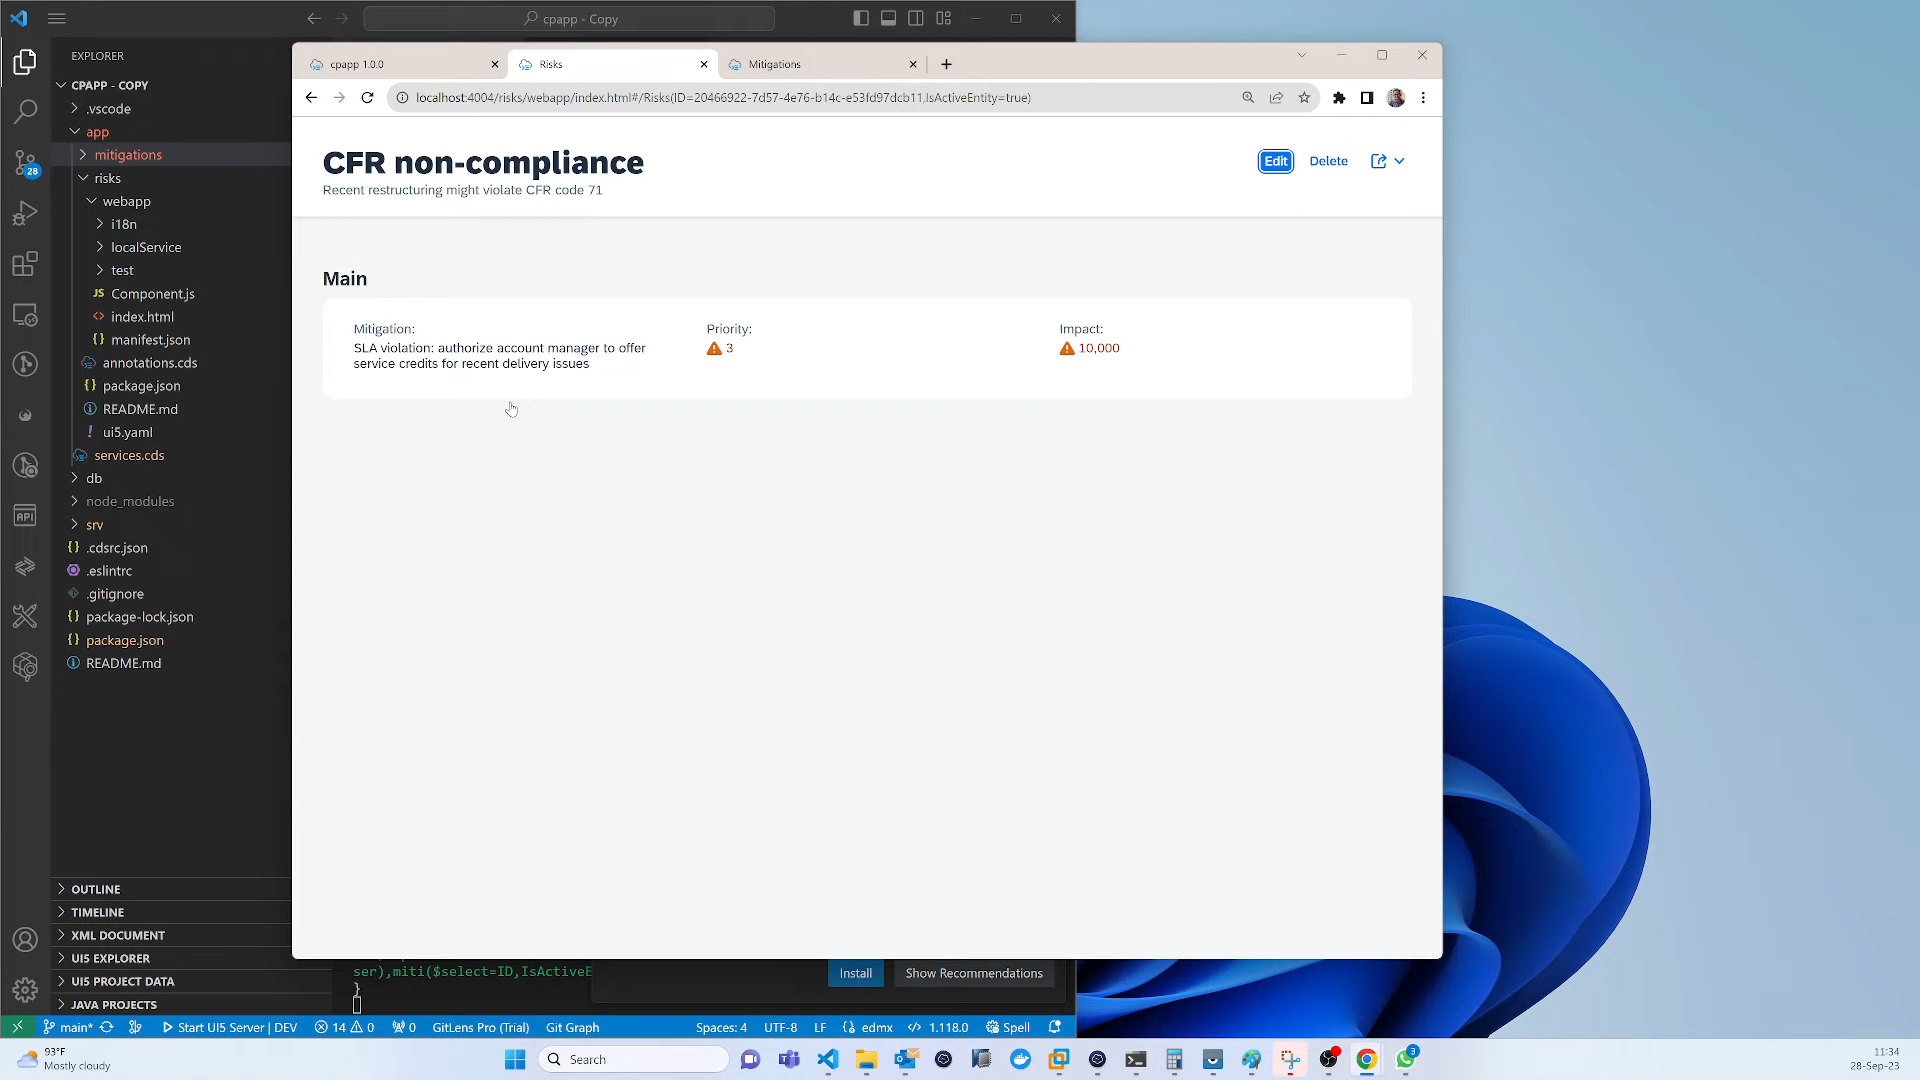 cpapp - Copy
EXPLORER
CPAPP - COPY
.vscode
app
mitigations
risks
webapp
i18n
localService
test
JS Component.js
<> index.html
{} manifest.json
annotations.cds
{} package.json
README.md
! ui5.yaml
services.cds
db
node_modules
srv
{} .cdsrc.json
.eslintrc
.gitignore
{} package-lock.json
{} package.json
README.md
OUTLINE
TIMELINE
XML DOCUMENT
UI5 EXPLORER
UI5 PROJECT DATA
JAVA PROJECTS
28
API
cpapp 1.0.0
Risks
Mitigations
localhost:4004/risks/webapp/index.html#/Risks(ID=20466922-7d57-4e76-b14c-e53fd97dcb11,IsActiveEntity=true)
CFR non-compliance
Recent restructuring might violate CFR code 71
Edit
Delete
Main
Mitigation:
SLA violation: authorize account manager to offer
service credits for recent delivery issues
Priority:
3
Impact:
10,000
ser),miti($select=ID,IsActiveE
}
Install
Show Recommendations
main*
Start UI5 Server | DEV
14
0
0
GitLens Pro (Trial)
Git Graph
Spaces: 4
UTF-8
LF
edmx
1.118.0
Spell
93°F
Mostly cloudy
Search
3
11:34
28-Sep-23